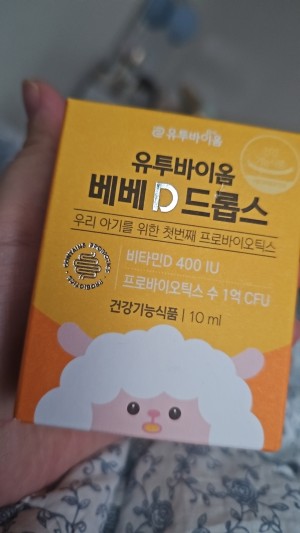 유투바이옴
유투바이옴
베베 D 드롭스
우리 아기를 위한 첫번째 프로바이오틱스
비타민D 400 IU
프로바이오틱스 수 1억 CFU
건강기능식품 | 10 ml